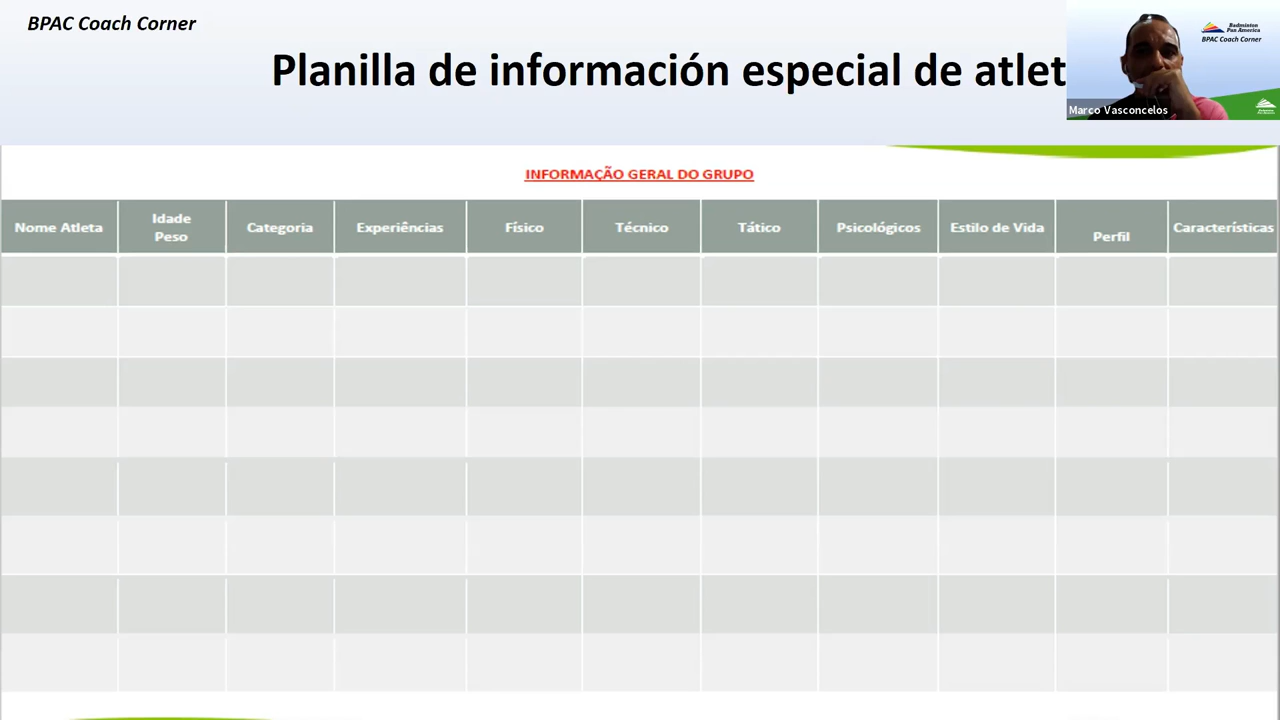 BPAC Coach Corner
Planilla de información especial de atlet
Badminton
Pan America
BPAC Coach Corner
Marco Vasconcelos
INFORMAÇÃO GERAL DO GRUPO
Nome Atleta
Idade
Peso
Categoria
Experiências
Físico
Técnico
Tático
Psicológicos
Estilo de Vida
Perfil
Características